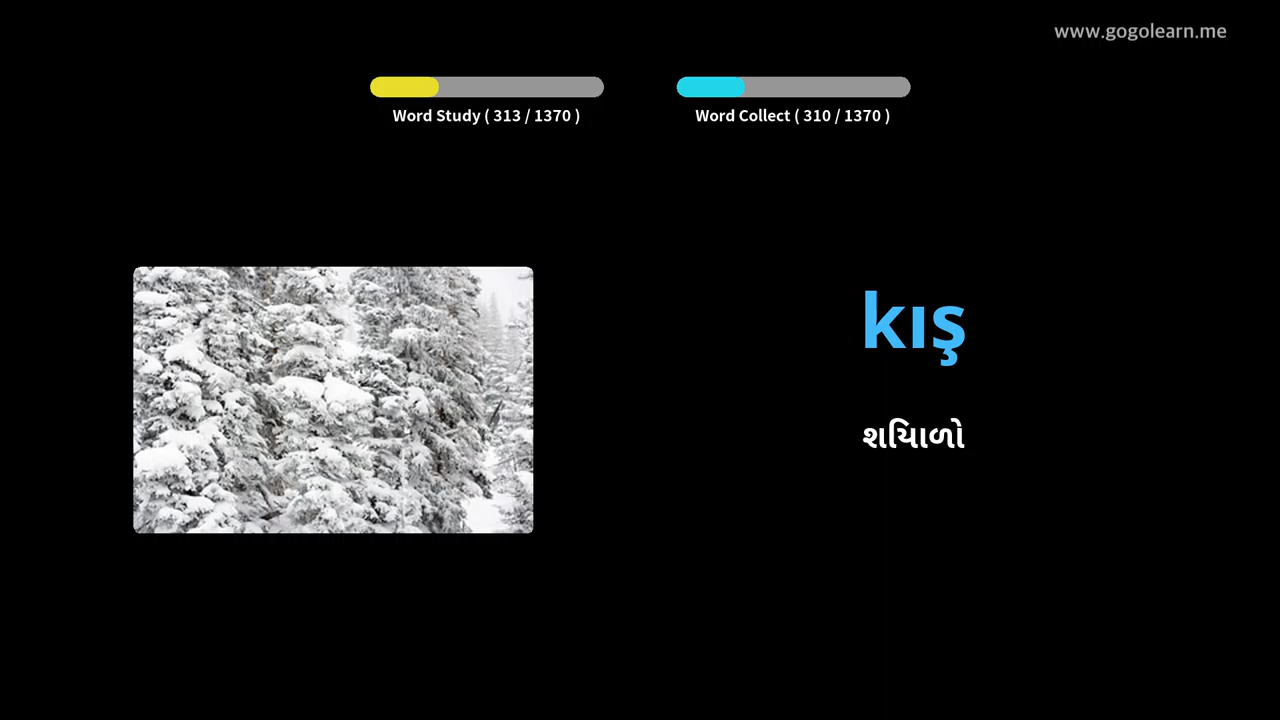 www.gogolearn.me
Word Study ( 313 / 1370 )
Word Collect ( 310 / 1370 )
kış
શિયાળો